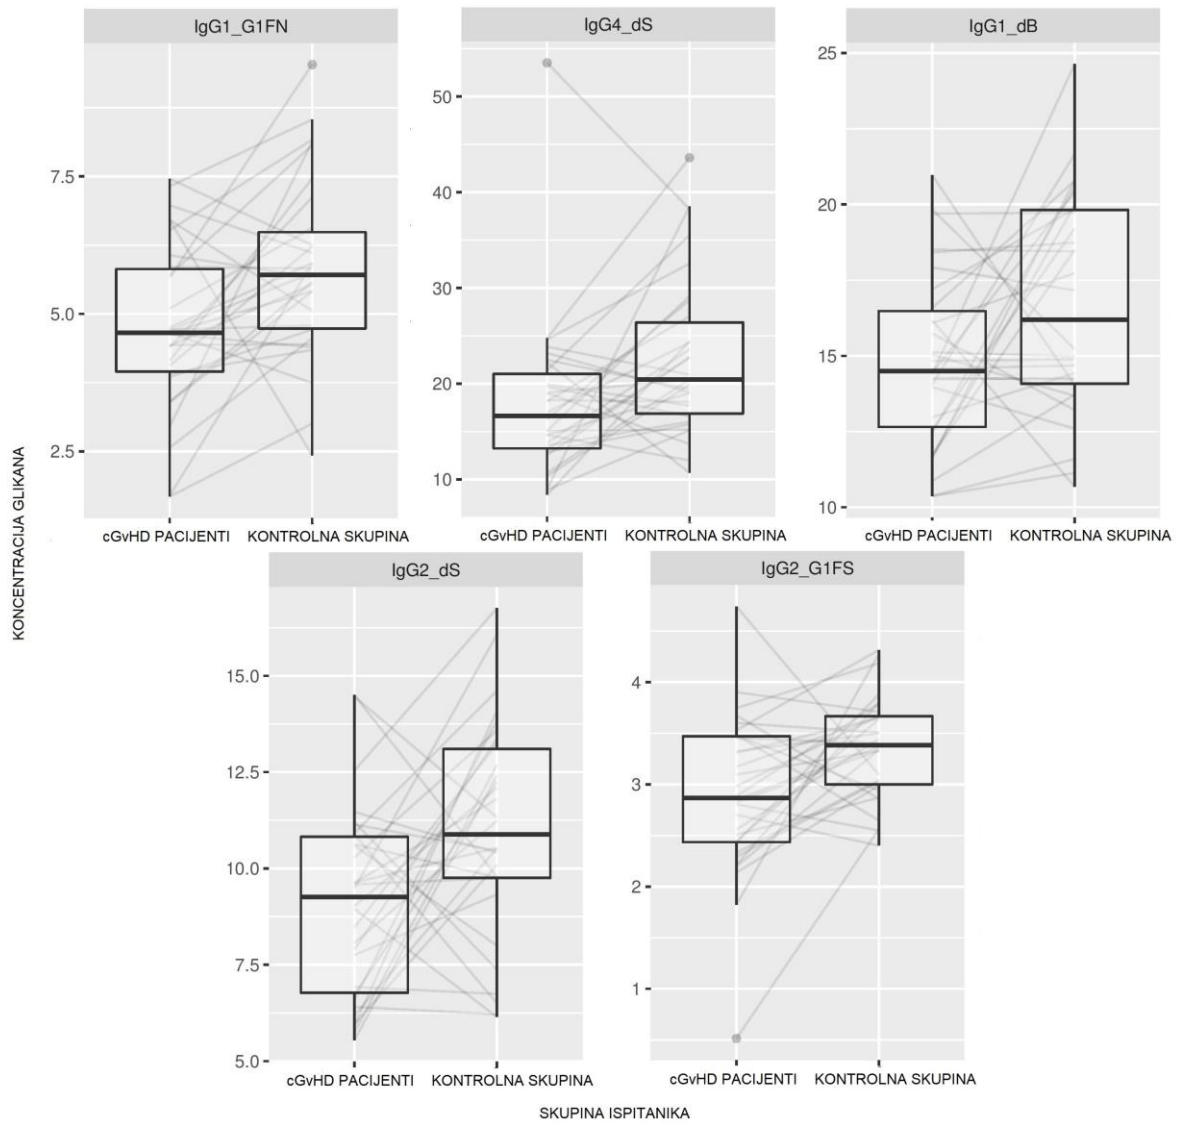 IgG1_G1FN
IgG4_dS
IgG1_dB
7.5
5.0
2.5
50
40
30
20
10
25
20
15
10
cGvHD PACIJENTI KONTROLNA SKUPINA
cGvHD PACIJENTI KONTROLNA SKUPINA
cGvHD PACIJENTI KONTROLNA SKUPINA
KONCENTRACIJA GLIKANA
IgG2_dS
IgG2_G1FS
15.0
12.5
10.0
7.5
5.0
4
3
2
1
cGvHD PACIJENTI KONTROLNA SKUPINA
cGvHD PACIJENTI KONTROLNA SKUPINA
SKUPINA ISPITANIKA